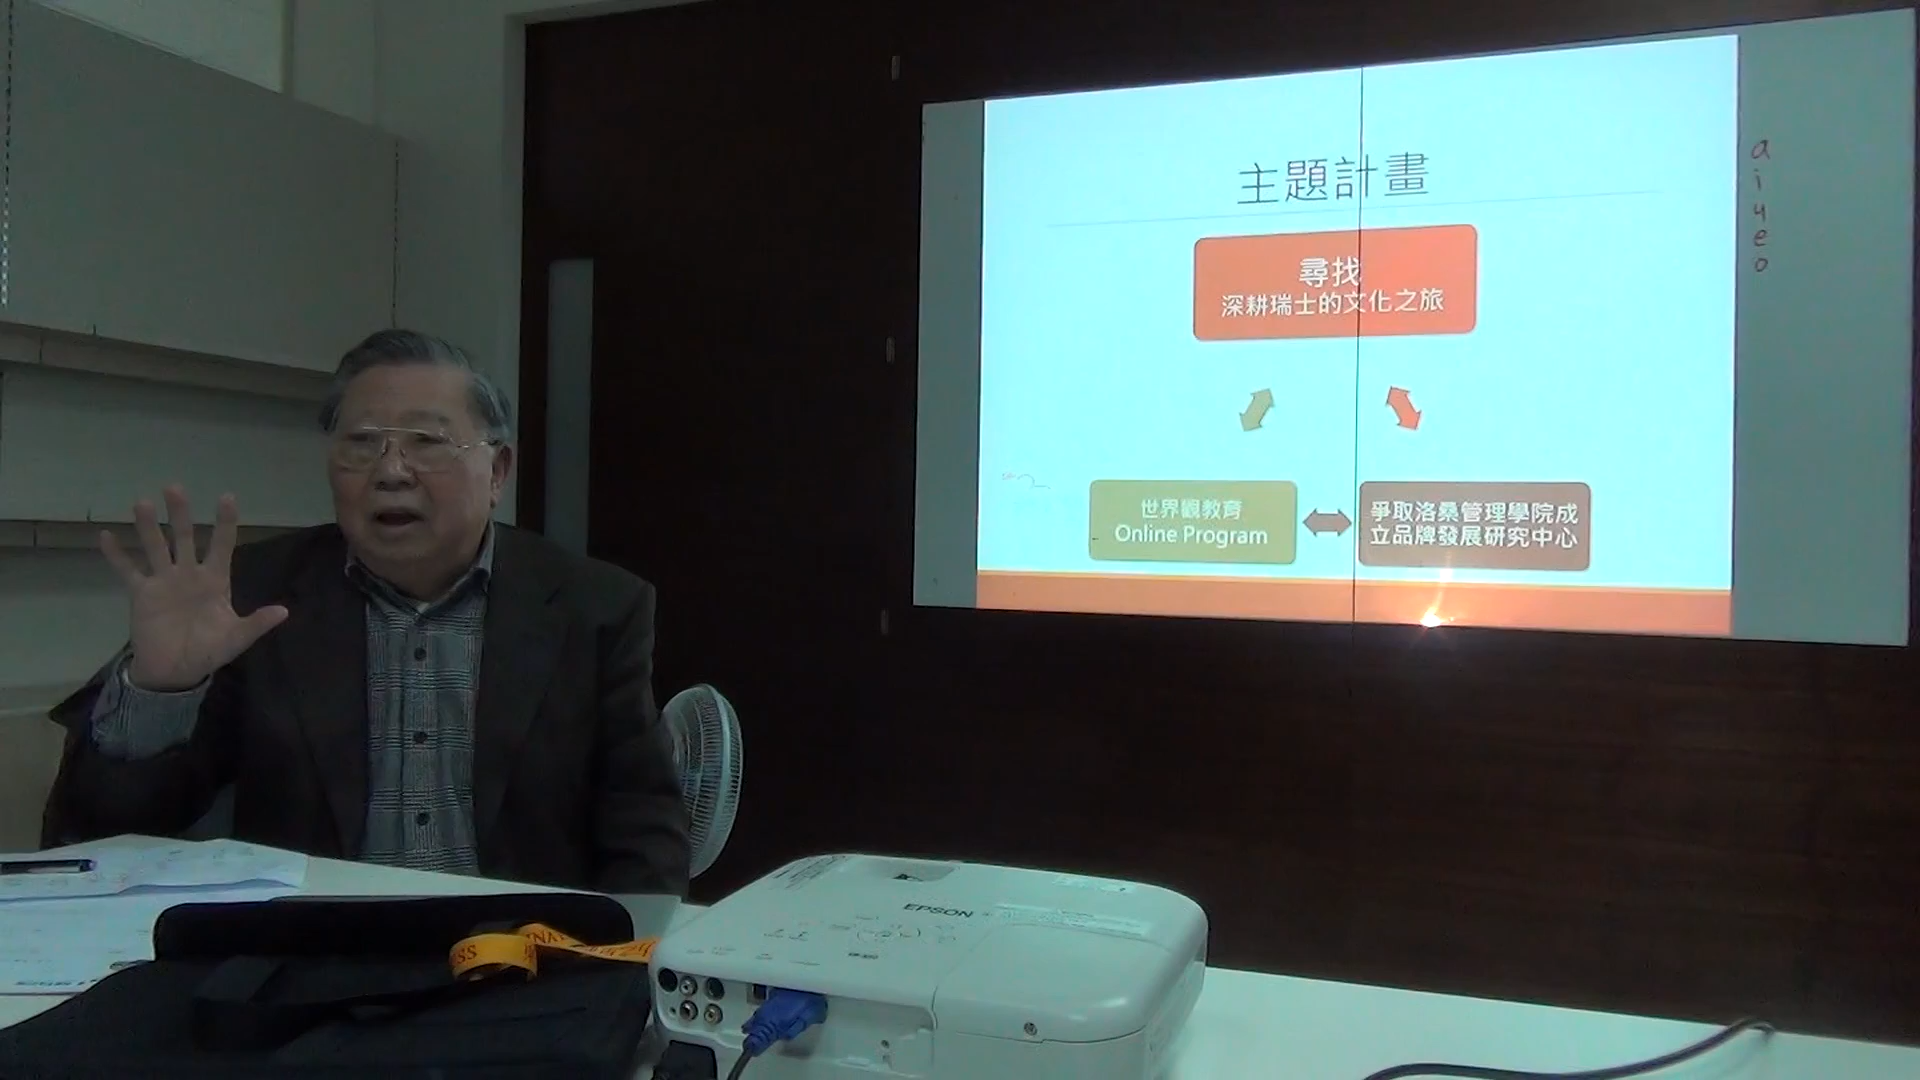 主題計畫
尋找
深耕瑞士的文化之旅
世界觀教育
Online Program
爭取洛桑管理學院成
立品牌發展研究中心
a
i
u
e
o
EPSON